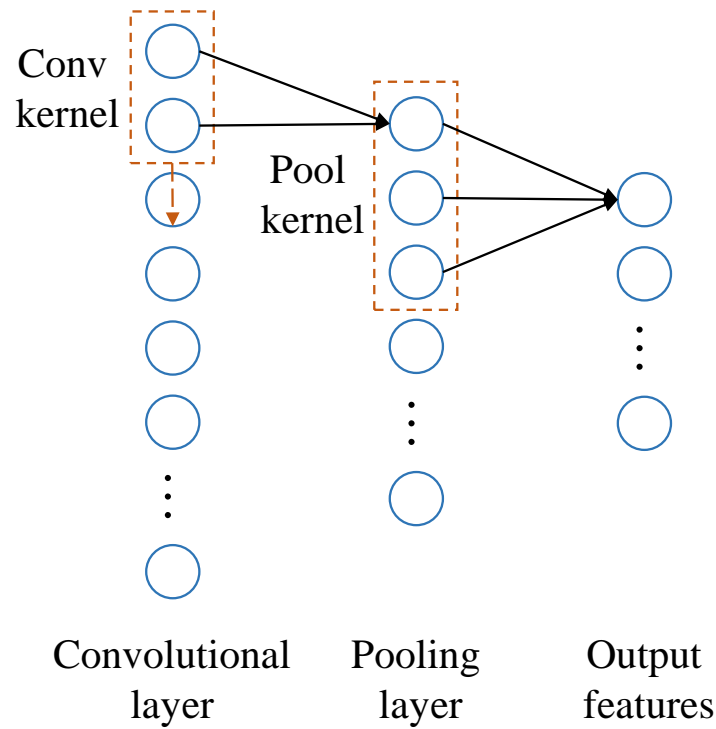 Conv
kernel
Pool
kernel
Convolutional
layer
Pooling
layer
Output
features